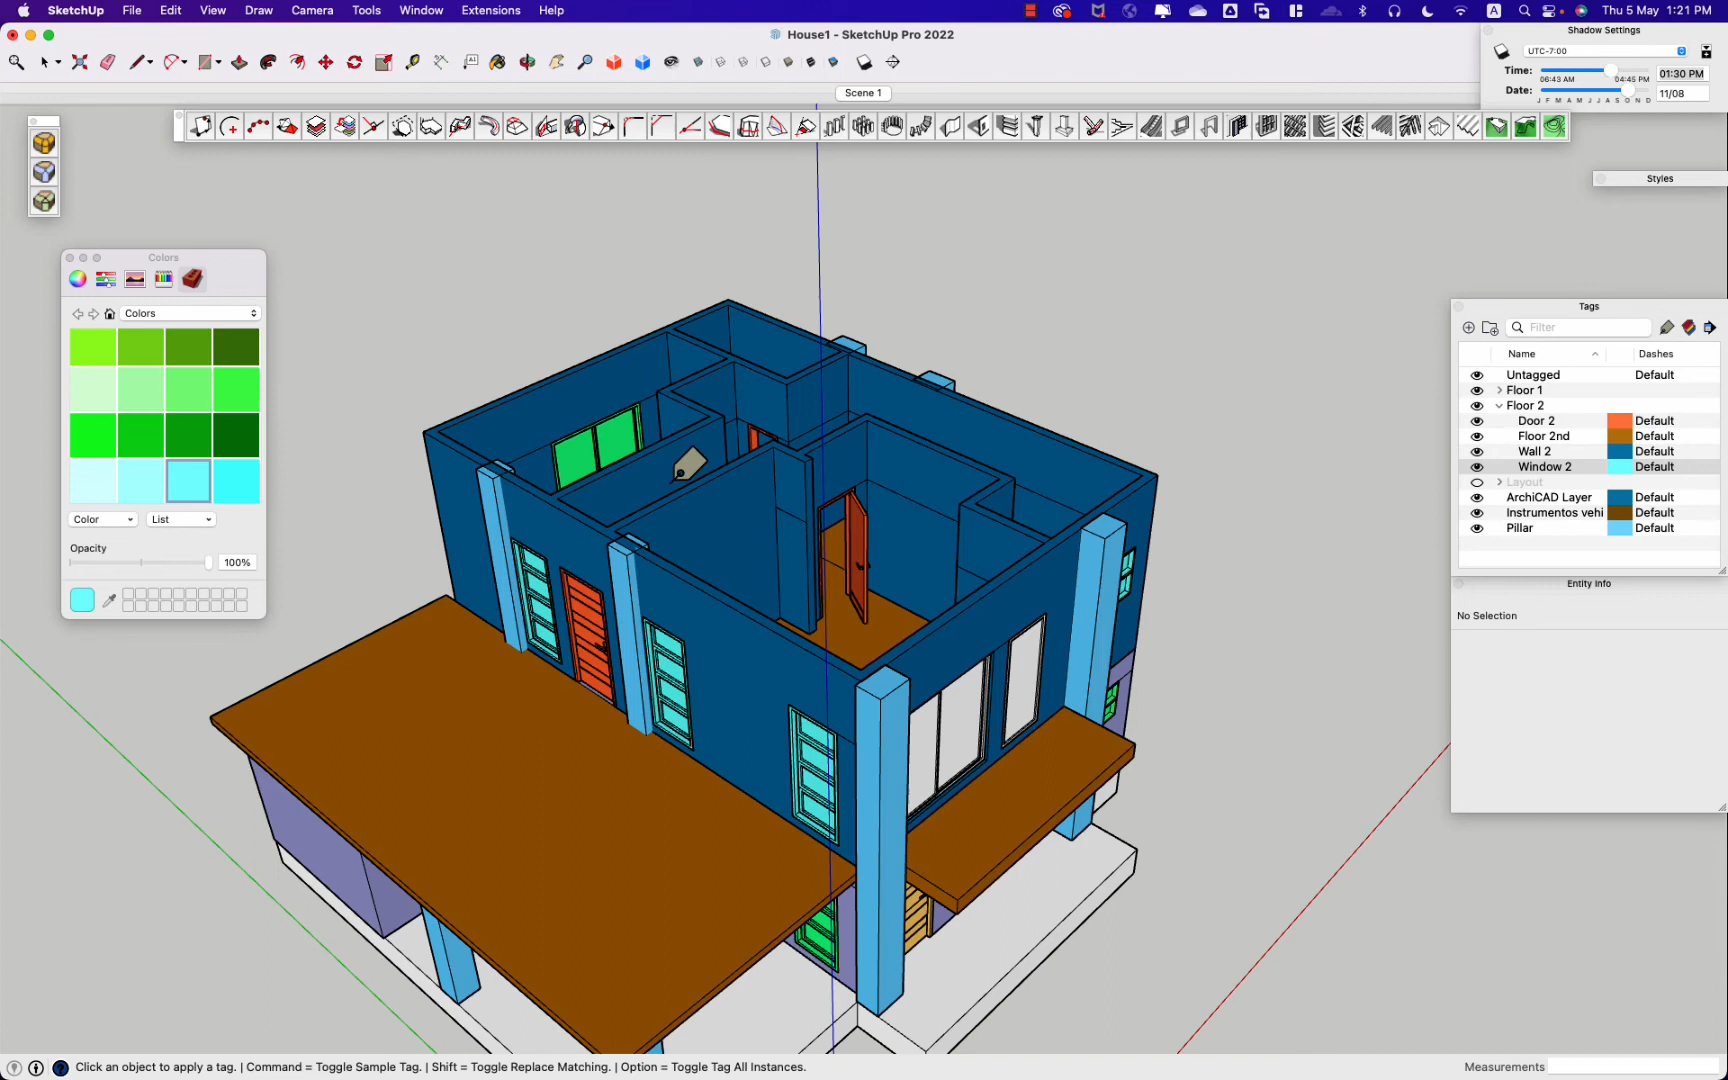 SketchUp File Edit View Draw Camera Tools Window Extensions Help
A Thu 5 May 1:21 PM
House1 - SketchUp Pro 2022
Shadow Settings
UTC-7:00
Time: 06:43 AM 04:45 PM 01:30 PM
Date: J F M A M J J A S O N D 11/08
Scene 1
Styles
Colors
Colors
Color List
Opacity
100%
Tags
Filter
Name Dashes
Untagged Default
Floor 1
Floor 2
Door 2 Default
Floor 2nd Default
Wall 2 Default
Window 2 Default
Layout
ArchiCAD Layer Default
Instrumentos vehi Default
Pillar Default
Entity Info
No Selection
Click an object to apply a tag. | Command = Toggle Sample Tag. | Shift = Toggle Replace Matching. | Option = Toggle Tag All Instances.
Measurements